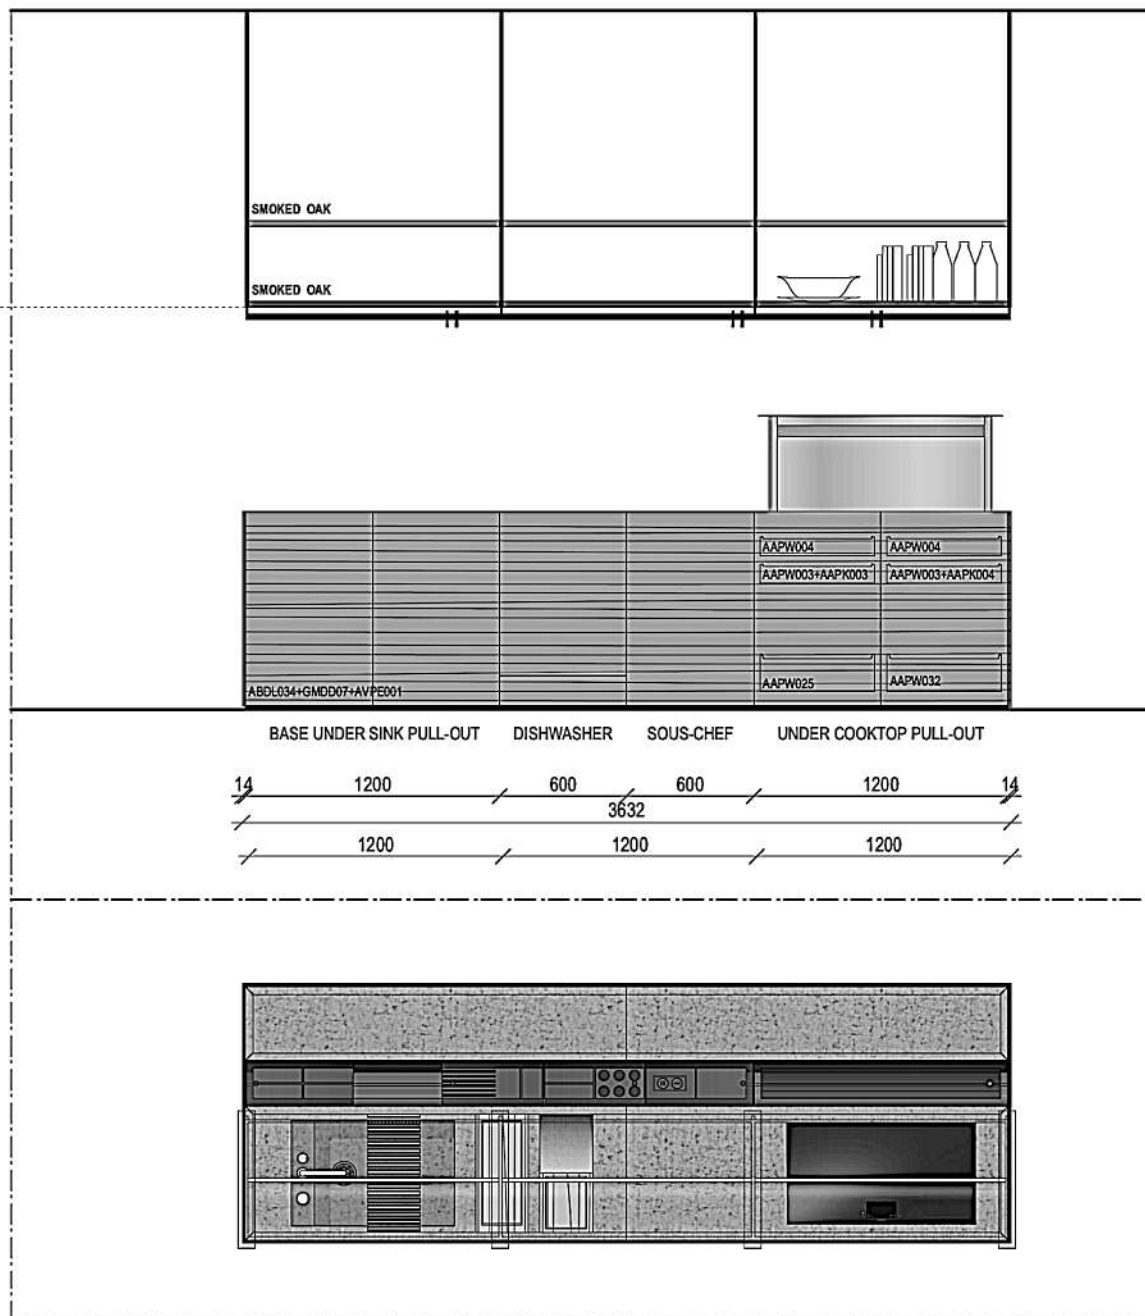 SMOKED OAK
SMOKED OAK
AAPW004 AAPW004
AAPW003+AAPK003 AAPW003+AAPK004
AAPW025 AAPW032
ABDL034+GMDD07+AVPE001
BASE UNDER SINK PULL-OUT DISHWASHER SOUS-CHEF UNDER COOKTOP PULL-OUT
14 1200 600 600 1200 14
3632
1200 1200 1200